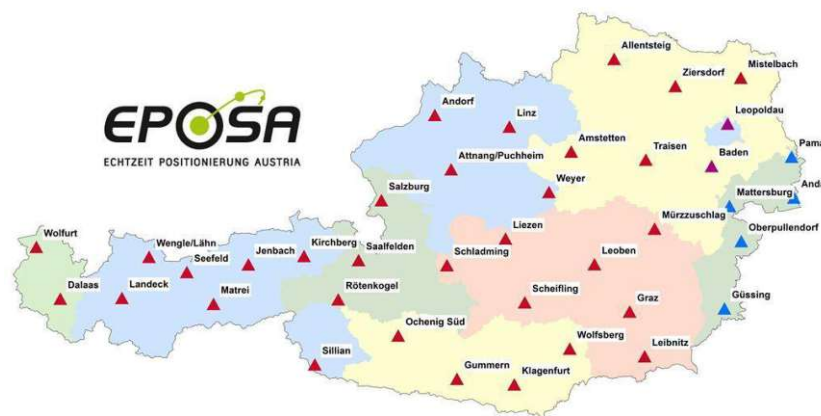 EPOSA
ECHTZEIT POSITIONIERUNG AUSTRIA
Allentsteig
Ziersdorf
Mistelbach
Andorf
Linz
Leopoldau
Amstetten
Traisen
Baden
Pama
Attnang/Puchheim
Weyer
Salzburg
Mattersburg
Anda
Mürzzuschlag
Oberpullendorf
Wolfurt
Wengle/Lähn
Seefeld
Jenbach
Kirchberg
Saalfelden
Liezen
Schladming
Leoben
Dalaas
Landeck
Matrei
Rötenkogel
Scheifling
Graz
Güssing
Ochenig Süd
Sillian
Wolfsberg
Leibnitz
Gummern
Klagenfurt